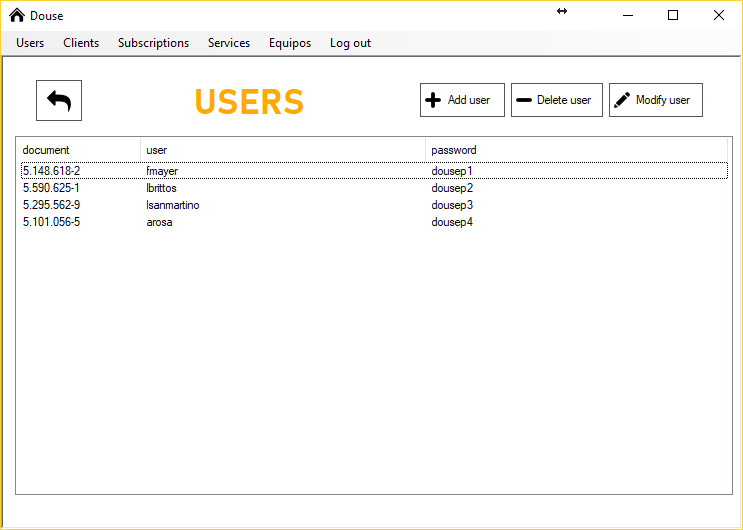 Douse
Users Clients Subscriptions Services Equipos Log out
USERS
Add user Delete user Modify user
document user password
5.148.618-2 fmayer dousep1
5.590.625-1 lbrittos dousep2
5.295.562-9 lsanmartino dousep3
5.101.056-5 arosa dousep4